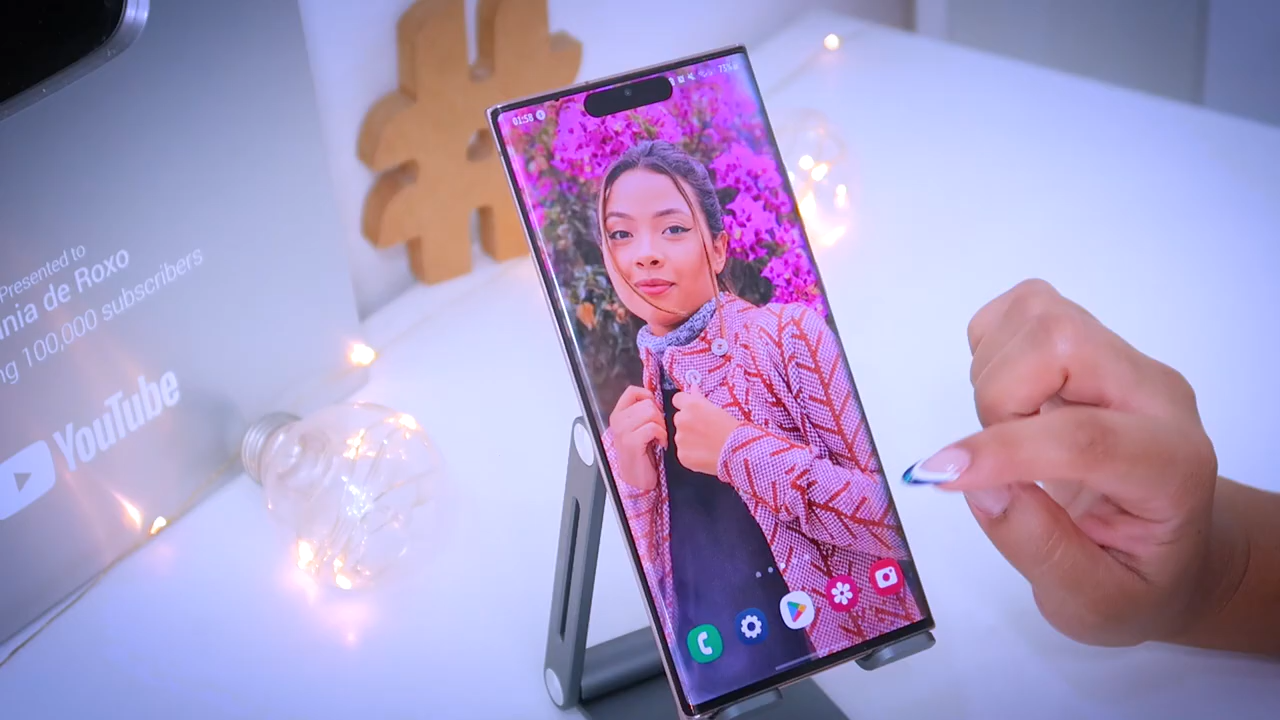 Presented to
nia de Roxo
ng 100,000 subscribers
YouTube
01:58
73%